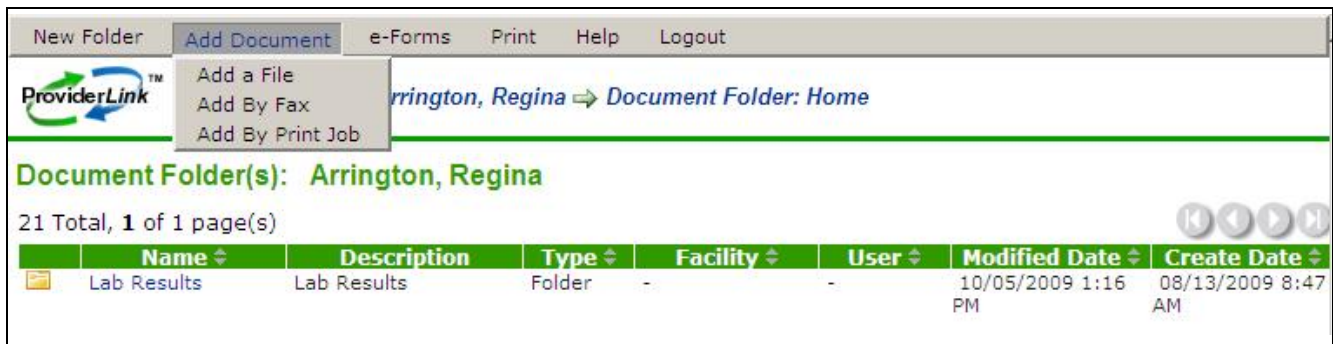 New Folder Add Document e-Forms Print Help Logout
Add a File
Add By Fax
Add By Print Job
ProviderLink TM
rrington, Regina ⇨ Document Folder: Home
Document Folder(s): Arrington, Regina
21 Total, 1 of 1 page(s)
Name Description Type Facility User Modified Date Create Date
Lab Results Lab Results Folder - - 10/05/2009 1:16 PM 08/13/2009 8:47 AM